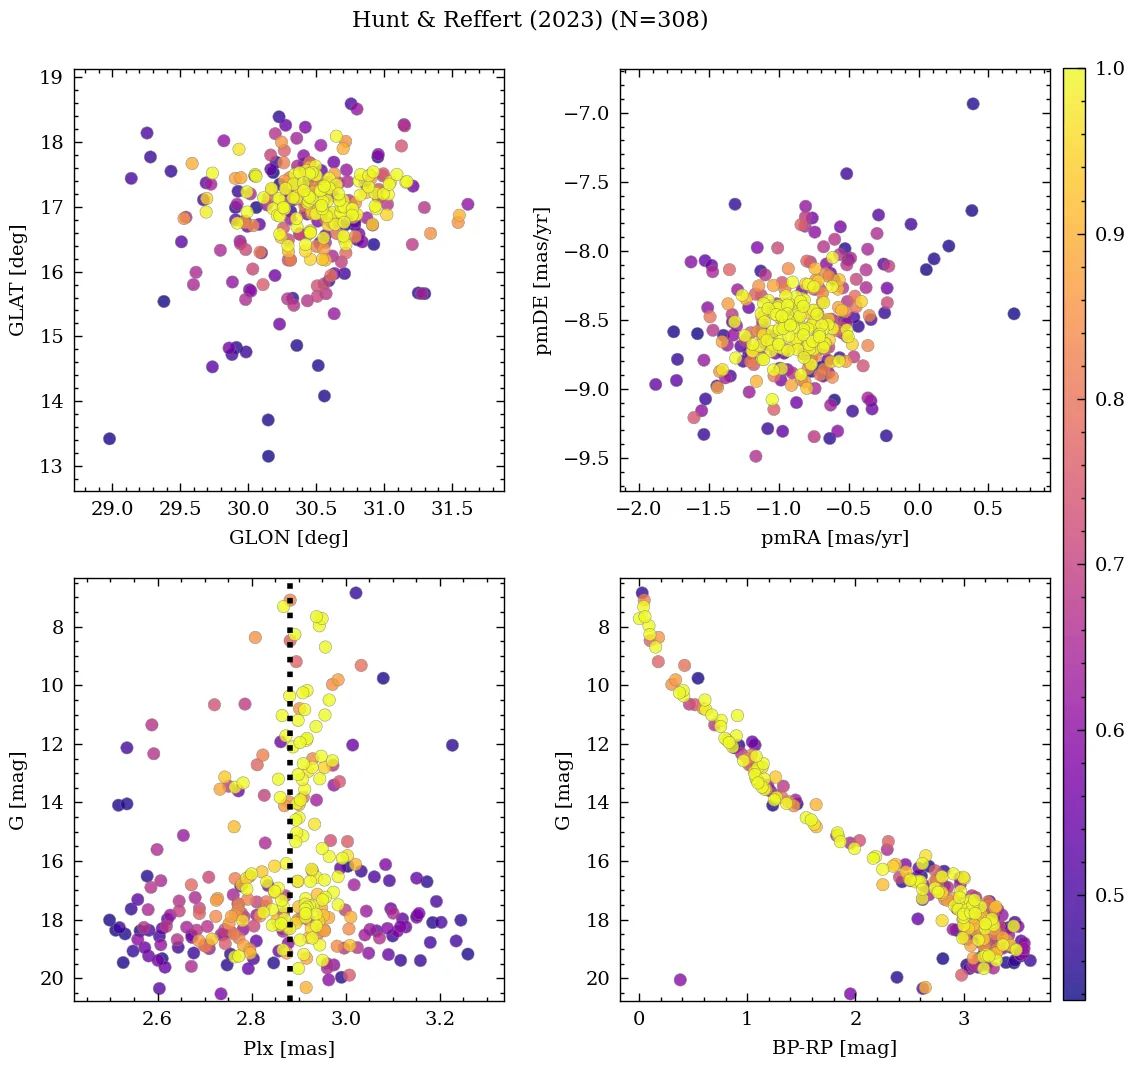 Hunt & Reffert (2023) (N=308)
19
18
17
16
15
14
13
GLAT [deg]
29.0 29.5 30.0 30.5 31.0 31.5
GLON [deg]
−7.0
−7.5
−8.0
−8.5
−9.0
−9.5
pmDE [mas/yr]
−2.0 −1.5 −1.0 −0.5 0.0 0.5
pmRA [mas/yr]
1.0
0.9
0.8
0.7
0.6
0.5
8
10
12
14
16
18
20
G [mag]
2.6 2.8 3.0 3.2
Plx [mas]
8
10
12
14
16
18
20
G [mag]
0 1 2 3
BP-RP [mag]